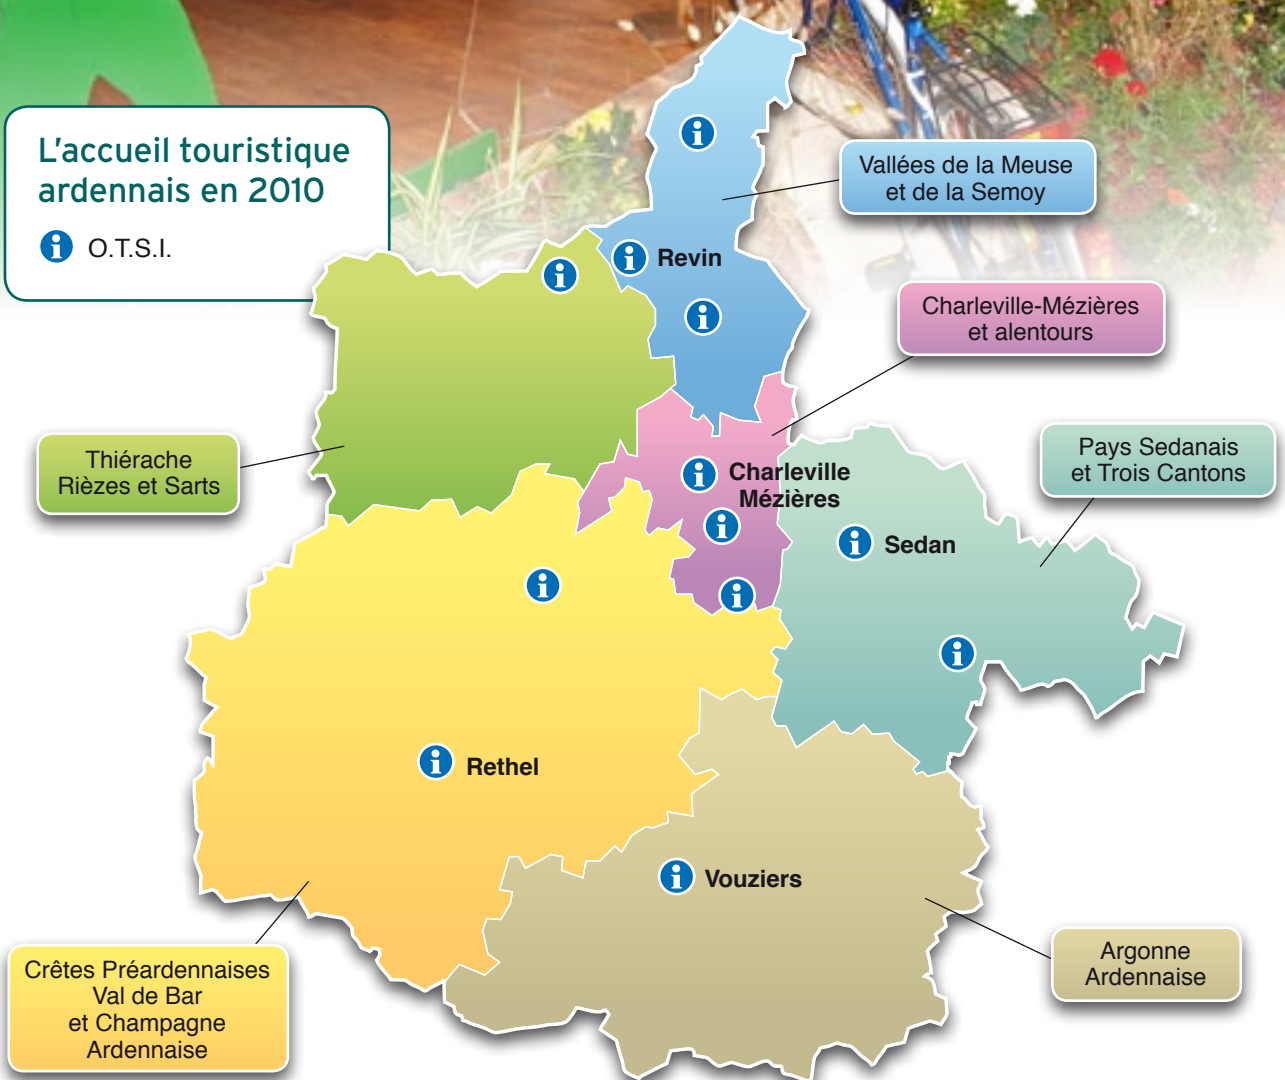 L'accueil touristique
ardennais en 2010
O.T.S.I.
Vallées de la Meuse
et de la Semoy
Revin
Charleville-Mézières
et alentours
Thiérache
Rièzes et Sarts
Charleville
Mézières
Pays Sedanais
et Trois Cantons
Sedan
Rethel
Vouziers
Crêtes Préardennaises
Val de Bar
et Champagne
Ardennaise
Argonne
Ardennaise